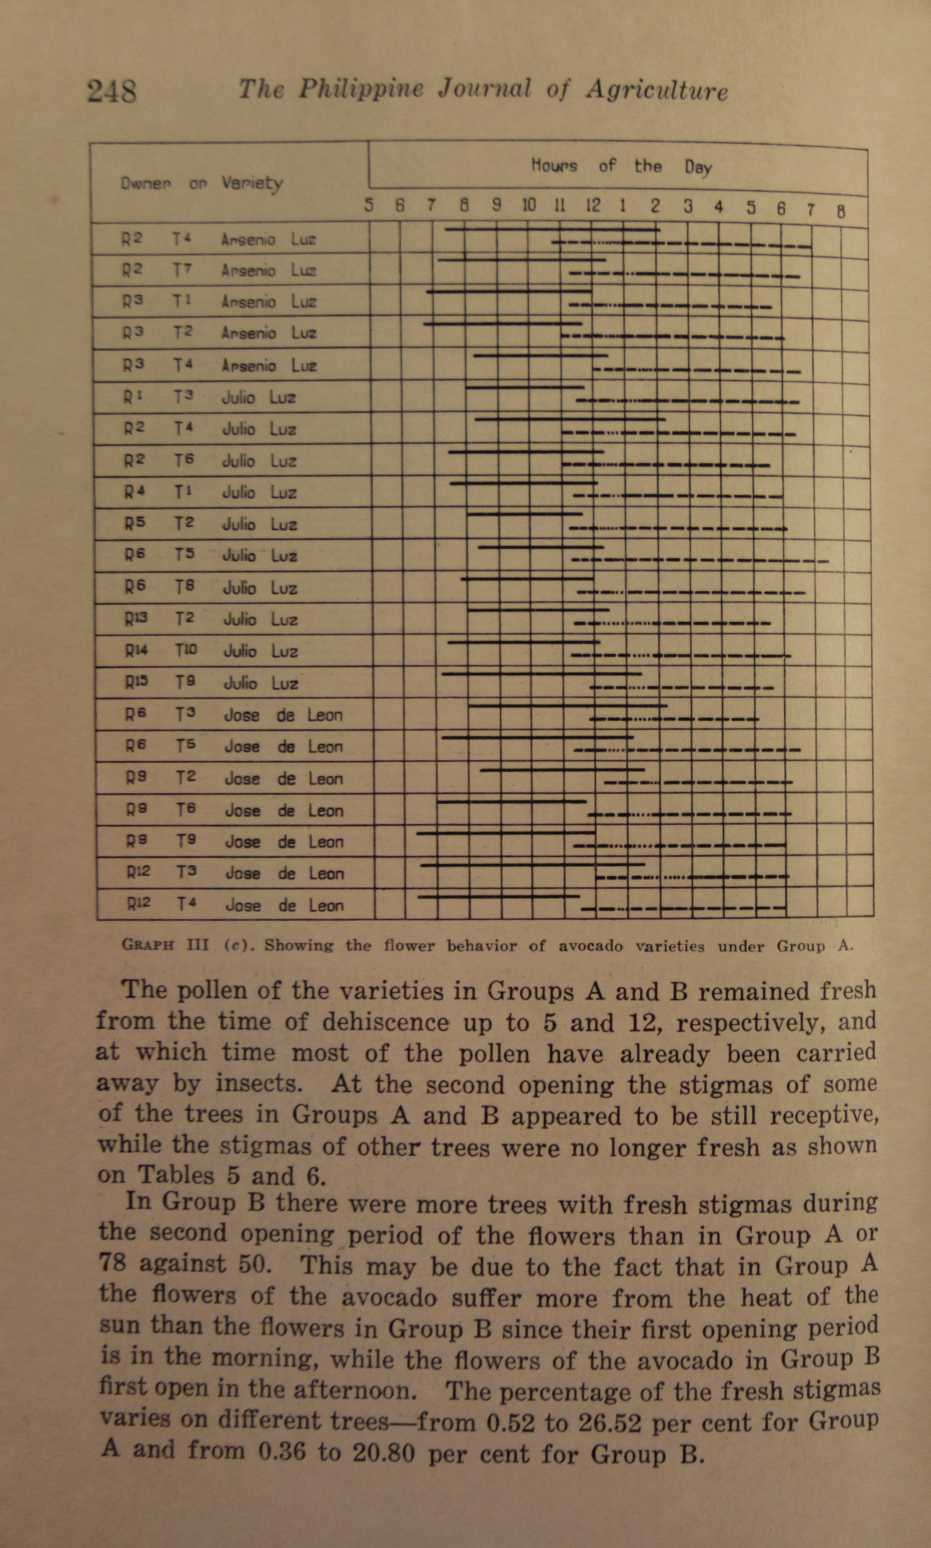 248 The Philippine Journal of Agriculture
Owner or Variety
Hours of the Day
5 6 7 8 9 10 11 12 1 2 3 4 5 6 7 8
R2 T4 Arsenio Luz
R2 T7 Arsenio Luz
R3 T1 Arsenio Luz
R3 T2 Arsenio Luz
R3 T4 Arsenio Luz
R1 T3 Julio Luz
R2 T4 Julio Luz
R2 T6 Julio Luz
R4 T1 Julio Luz
R5 T2 Julio Luz
R6 T5 Julio Luz
R6 T8 Julio Luz
R13 T2 Julio Luz
R14 T10 Julio Luz
R15 T9 Julio Luz
R6 T3 Jose de Leon
R6 T5 Jose de Leon
R9 T2 Jose de Leon
R9 T6 Jose de Leon
R9 T9 Jose de Leon
R12 T3 Jose de Leon
R12 T4 Jose de Leon
GRAPH III (c). Showing the flower behavior of avocado varieties under Group A.
The pollen of the varieties in Groups A and B remained fresh
from the time of dehiscence up to 5 and 12, respectively, and
at which time most of the pollen have already been carried
away by insects. At the second opening the stigmas of some
of the trees in Groups A and B appeared to be still receptive,
while the stigmas of other trees were no longer fresh as shown
on Tables 5 and 6.
In Group B there were more trees with fresh stigmas during
the second opening period of the flowers than in Group A or
78 against 50. This may be due to the fact that in Group A
the flowers of the avocado suffer more from the heat of the
sun than the flowers in Group B since their first opening period
is in the morning, while the flowers of the avocado in Group B
first open in the afternoon. The percentage of the fresh stigmas
varies on different trees—from 0.52 to 26.52 per cent for Group
A and from 0.36 to 20.80 per cent for Group B.